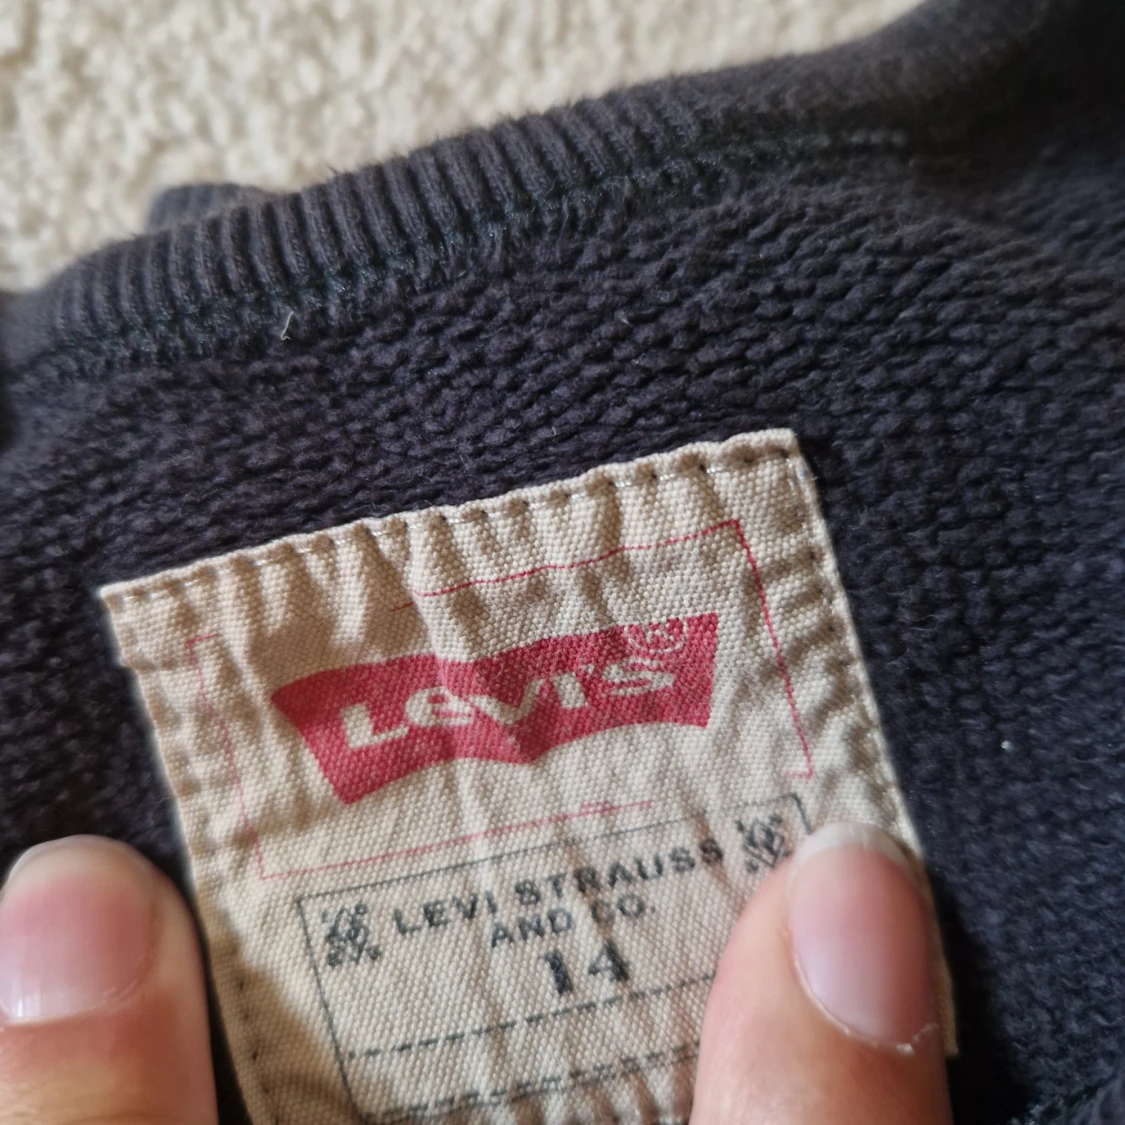 Levi's®
LEVI STRAUSS
AND CO.
14